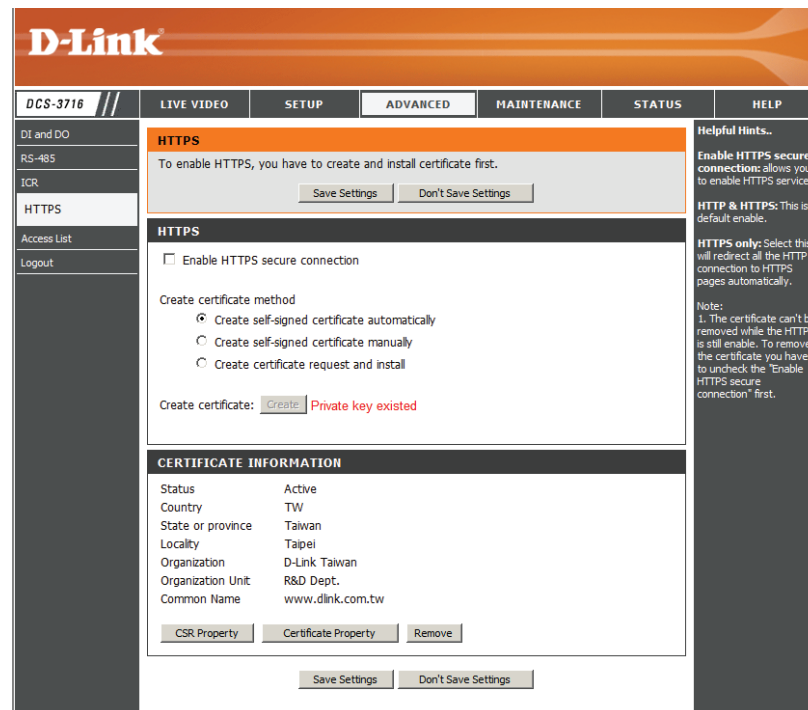 D-Link
DCS-3716 // LIVE VIDEO SETUP ADVANCED MAINTENANCE STATUS HELP
DI and DO
RS-485
ICR
HTTPS
Access List
Logout
HTTPS
To enable HTTPS, you have to create and install certificate first.
Save Settings Don't Save Settings
HTTPS
Enable HTTPS secure connection
Create certificate method
Create self-signed certificate automatically
Create self-signed certificate manually
Create certificate request and install
Create certificate: Create Private key existed
CERTIFICATE INFORMATION
Status Active
Country TW
State or province Taiwan
Locality Taipei
Organization D-Link Taiwan
Organization Unit R&D Dept.
Common Name www.dlink.com.tw
CSR Property Certificate Property Remove
Save Settings Don't Save Settings
Helpful Hints..
Enable HTTPS secure
connection: allows you
to enable HTTPS service
HTTP & HTTPS: This is
default enable.
HTTPS only: Select this
will redirect all the HTTP
connection to HTTPS
pages automatically.
Note:
1. The certificate can't
removed while the
is still enable. To remove
the certificate you have
to uncheck the "Enable
HTTPS secure
connection" first.